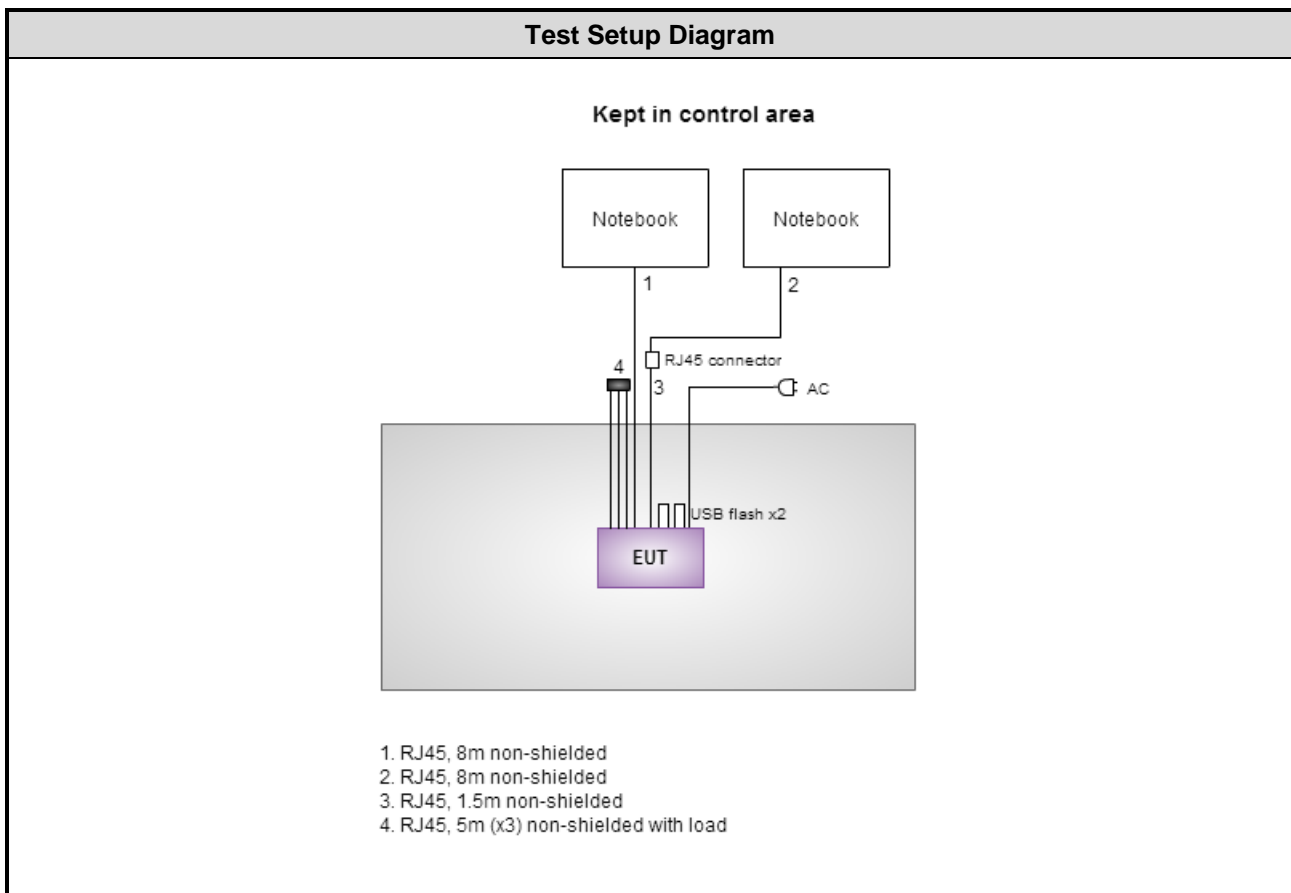 Test Setup Diagram
Kept in control area
Notebook
Notebook
1
2
RJ45 connector
4
3
AC
USB flash x2
EUT
1. RJ45, 8m non-shielded
2. RJ45, 8m non-shielded
3. RJ45, 1.5m non-shielded
4. RJ45, 5m (x3) non-shielded with load